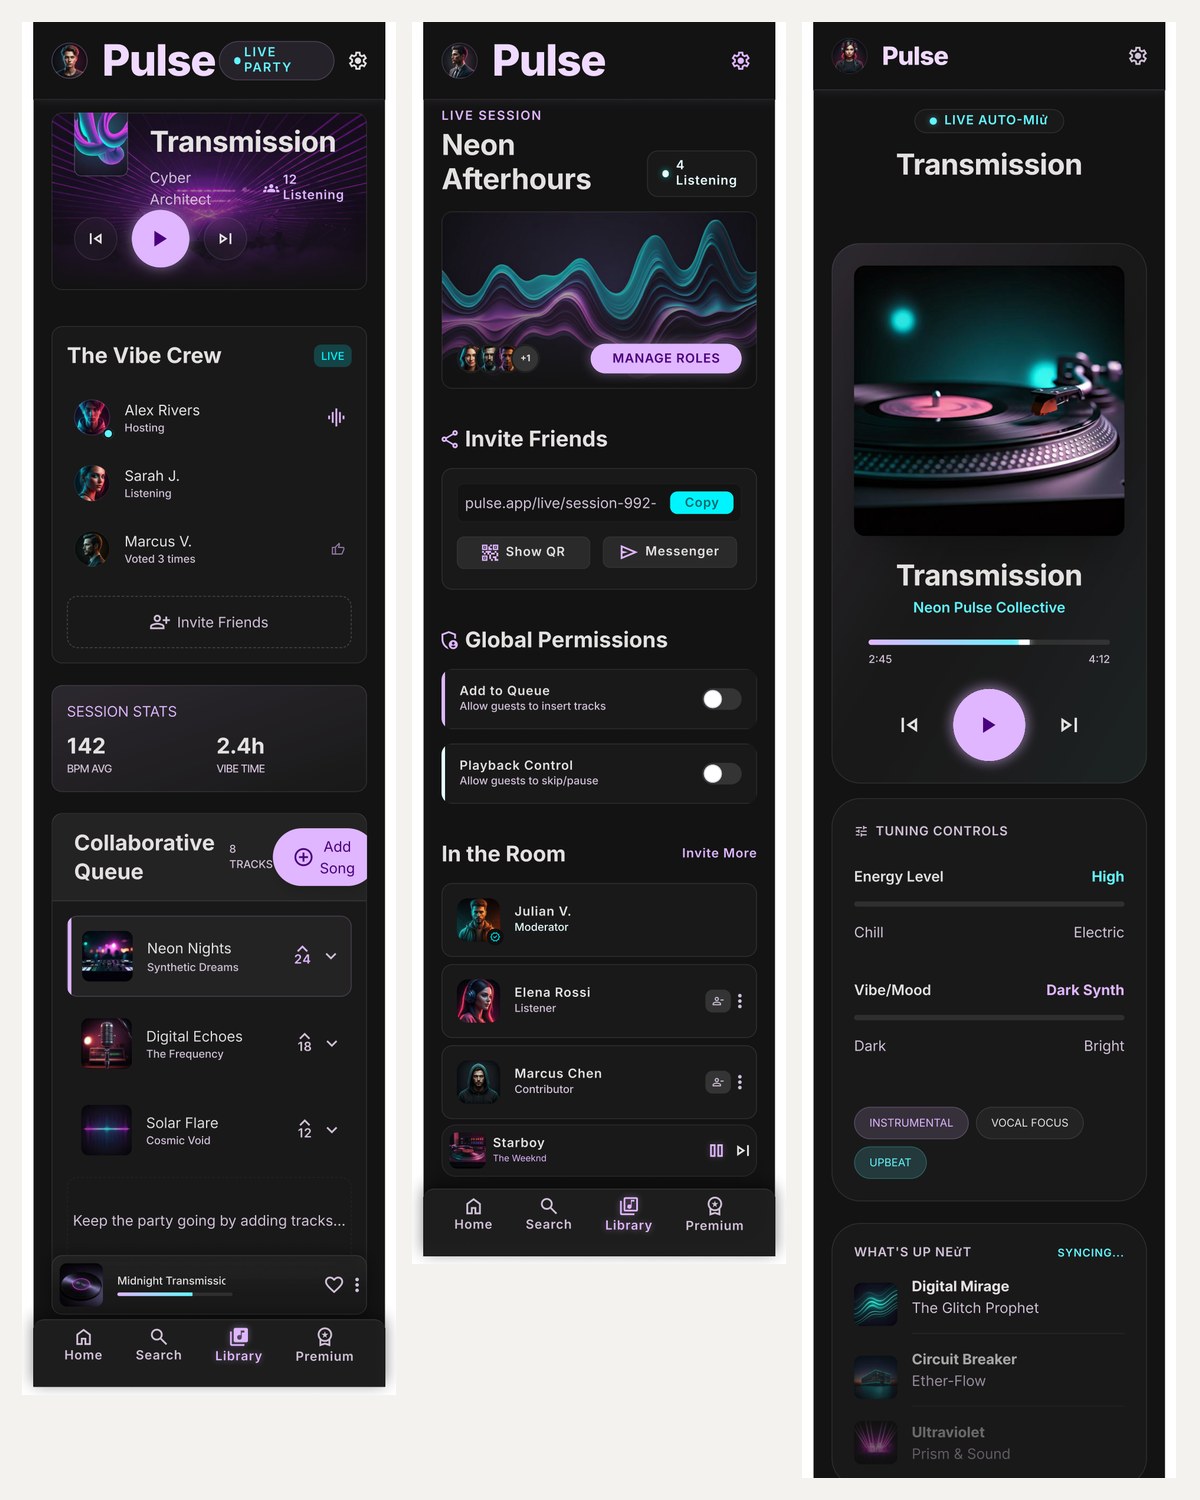 Pulse
LIVE
PARTY
Transmission
Cyber
Architect
12
Listening
The Vibe Crew
LIVE
Alex Rivers
Hosting
Sarah J.
Listening
Marcus V.
Voted 3 times
Invite Friends
SESSION STATS
142
BPM AVG
2.4h
VIBE TIME
Collaborative
Queue
8
TRACKS
Add
Song
Neon Nights
Synthetic Dreams
24
Digital Echoes
The Frequency
18
Solar Flare
Cosmic Void
12
Keep the party going by adding tracks...
Midnight Transmissic
Home
Search
Library
Premium
Pulse
LIVE SESSION
Neon
Afterhours
4
Listening
+1
MANAGE ROLES
Invite Friends
pulse.app/live/session-992-
Copy
Show QR
Messenger
Global Permissions
Add to Queue
Allow guests to insert tracks
Playback Control
Allow guests to skip/pause
In the Room
Invite More
Julian V.
Moderator
Elena Rossi
Listener
Marcus Chen
Contributor
Starboy
The Weeknd
Home
Search
Library
Premium
Pulse
LIVE AUTO-MIủ
Transmission
Transmission
Neon Pulse Collective
2:45
4:12
TUNING CONTROLS
Energy Level
High
Chill
Electric
Vibe/Mood
Dark Synth
Dark
Bright
INSTRUMENTAL
VOCAL FOCUS
UPBEAT
WHAT'S UP NEủT
SYNCING...
Digital Mirage
The Glitch Prophet
Circuit Breaker
Ether-Flow
Ultraviolet
Prism & Sound